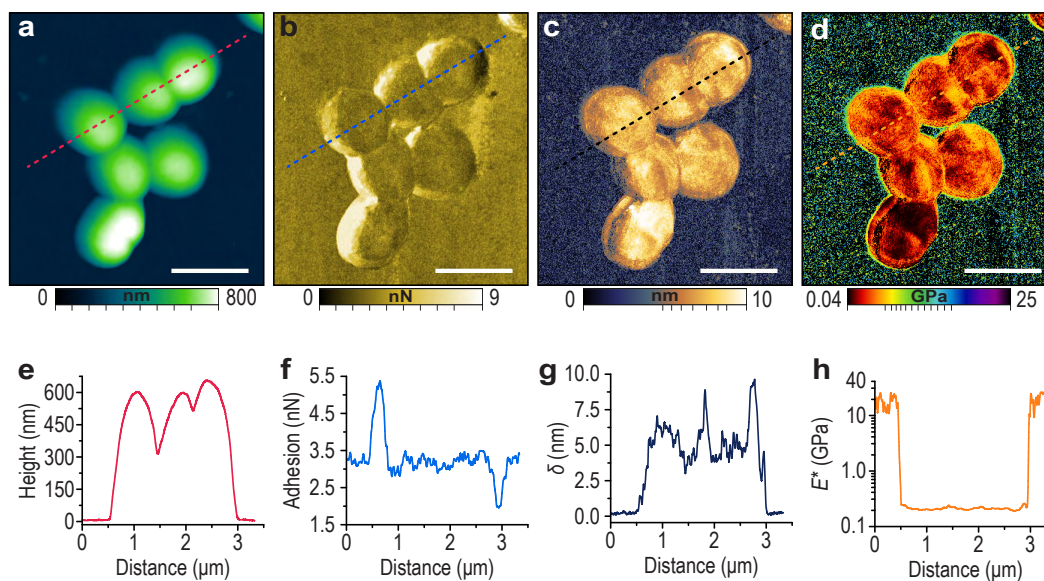 a b c d
0 nm 800 0 nN 9 0 nm 10 0.04 GPa 25
e f g h
600
450
300
150
0
Height (nm)
0 1 2 3
Distance (µm)
5.5
4.5
3.5
2.5
1.5
Adhesion (nN)
0 1 2 3
Distance (µm)
10.0
7.5
5.0
2.5
0.0
δ (nm)
0 1 2 3
Distance (µm)
40
10
1.0
0.1
E* (GPa)
0 1 2 3
Distance (µm)